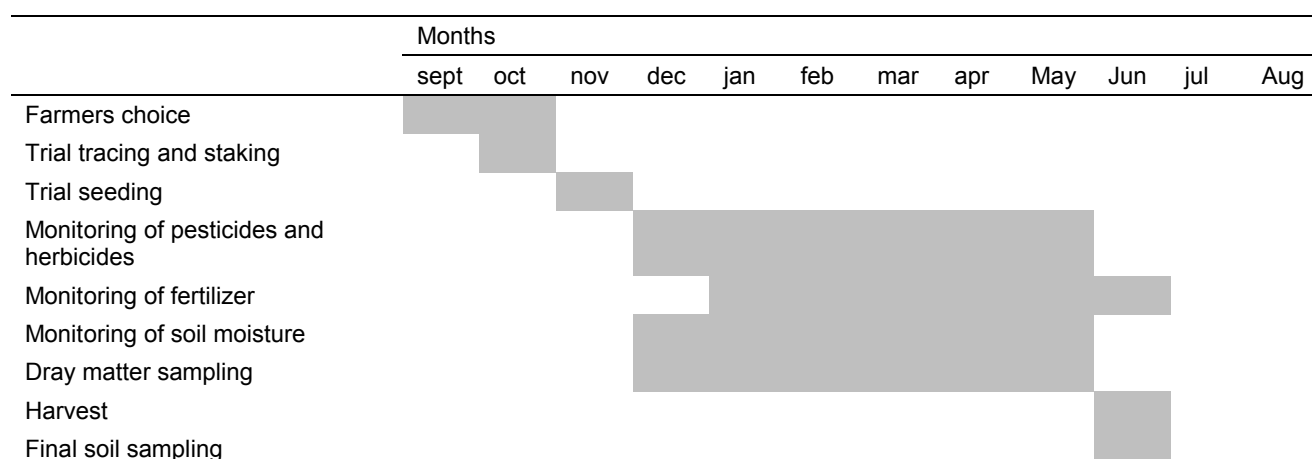 Months
sept oct nov dec jan feb mar apr May Jun jul Aug
Farmers choice
Trial tracing and staking
Trial seeding
Monitoring of pesticides and
herbicides
Monitoring of fertilizer
Monitoring of soil moisture
Dray matter sampling
Harvest
Final soil sampling